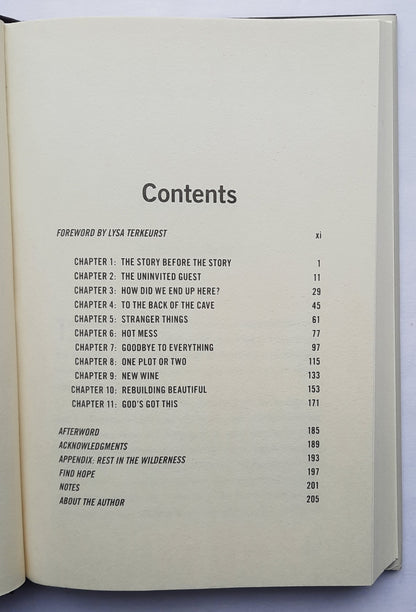 Contents
FOREWORD BY LYSA TERKEURST xi
CHAPTER 1: THE STORY BEFORE THE STORY 1
CHAPTER 2: THE UNINVITED GUEST 11
CHAPTER 3: HOW DID WE END UP HERE? 29
CHAPTER 4: TO THE BACK OF THE CAVE 45
CHAPTER 5: STRANGER THINGS 61
CHAPTER 6: HOT MESS 77
CHAPTER 7: GOODBYE TO EVERYTHING 97
CHAPTER 8: ONE PLOT OR TWO 115
CHAPTER 9: NEW WINE 133
CHAPTER 10: REBUILDING BEAUTIFUL 153
CHAPTER 11: GOD'S GOT THIS 171
AFTERWORD 185
ACKNOWLEDGMENTS 189
APPENDIX: REST IN THE WILDERNESS 193
FIND HOPE 197
NOTES 201
ABOUT THE AUTHOR 205